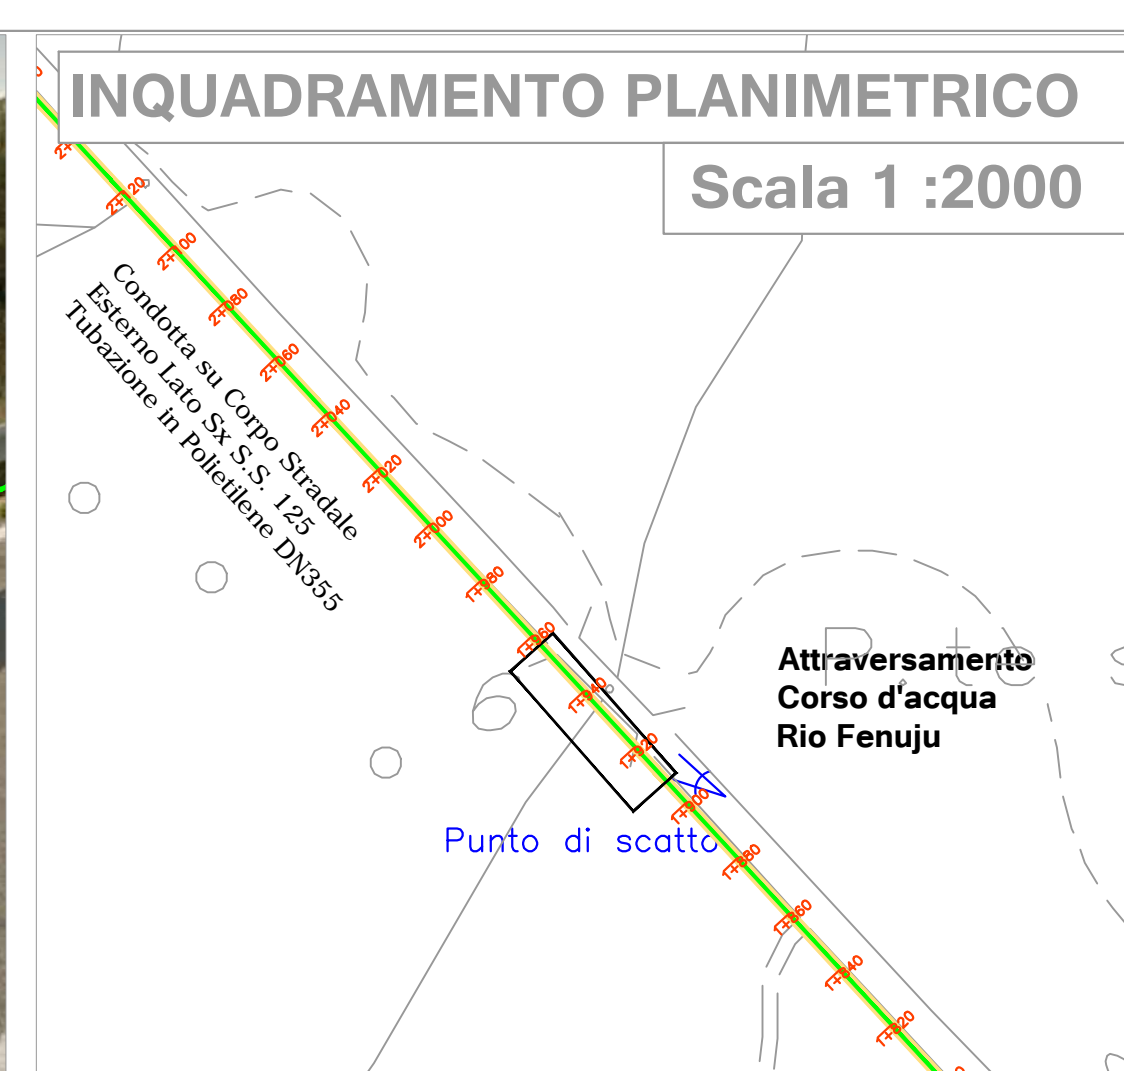 INQUADRAMENTO PLANIMETRICO
Scala 1 :2000
2+120
2+100
2+080
2+060
2+040
2+020
2+000
1+980
1+960
1+940
1+920
1+900
1+880
1+860
1+840
1+820
Condotta su Corpo Stradale
Esterno Lato Sx S.S. 125
Tubazione in Polietilene DN355
P.te
Attraversamento
Corso d'acqua
Rio Fenuju
Punto di scatto